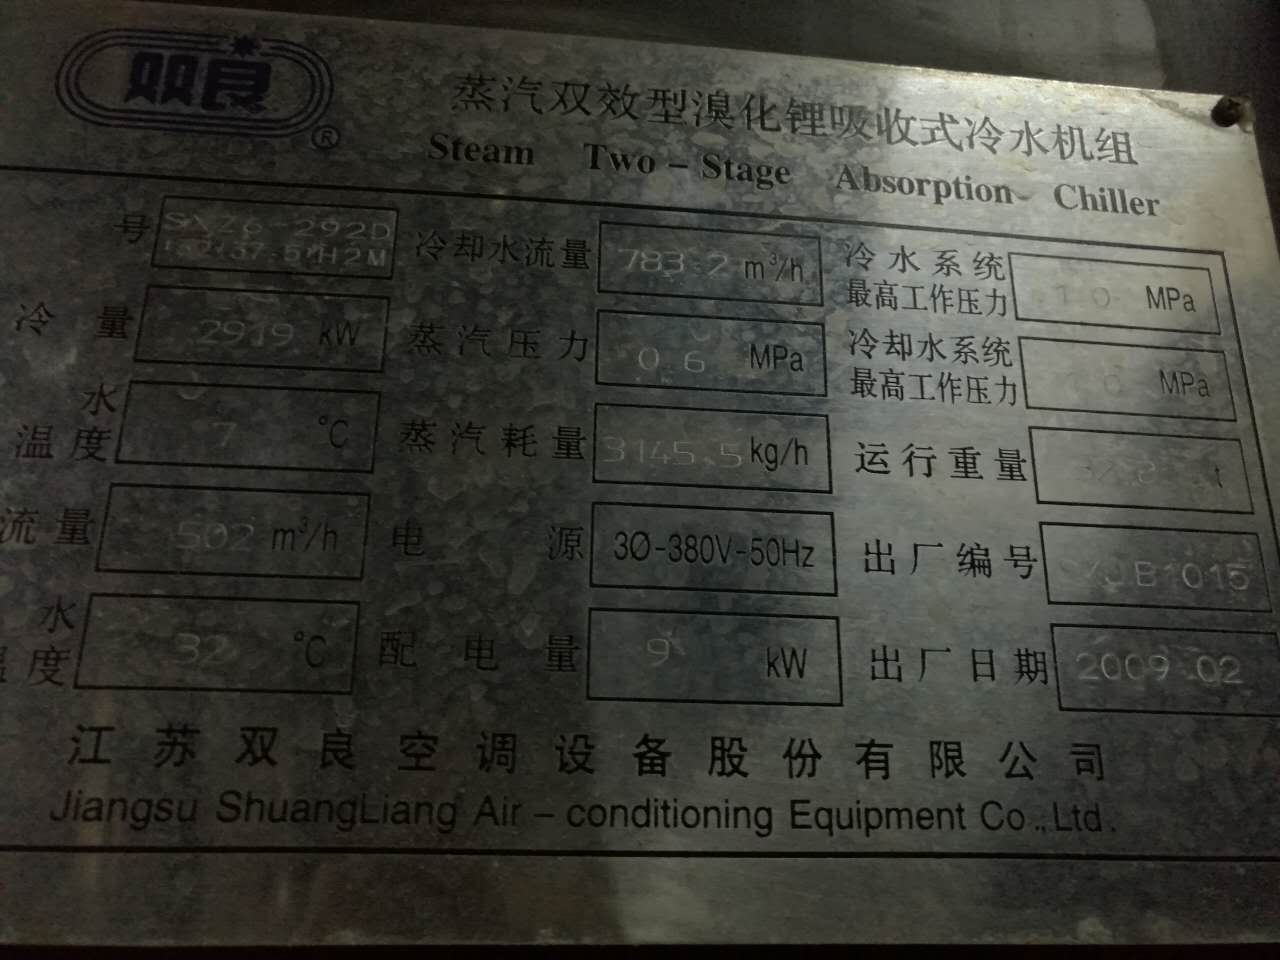 双良®
蒸汽双效型溴化锂吸收式冷水机组
Steam Two-Stage Absorption Chiller
号 SXZ6-292D 冷却水流量 783.2 m³/h 冷水系统 最高工作压力 MPa
冷量 2919 kW 蒸汽压力 0.6 MPa 冷却水系统 最高工作压力 MPa
水温度 7 °C 蒸汽耗量 3145.5 kg/h 运行重量 t
流量 502 m³/h 电源 3Ø-380V-50Hz 出厂编号
水温度 32 °C 配电量 9 kW 出厂日期 2009.02
江苏双良空调设备股份有限公司
Jiangsu ShuangLiang Air-conditioning Equipment Co.,Ltd.